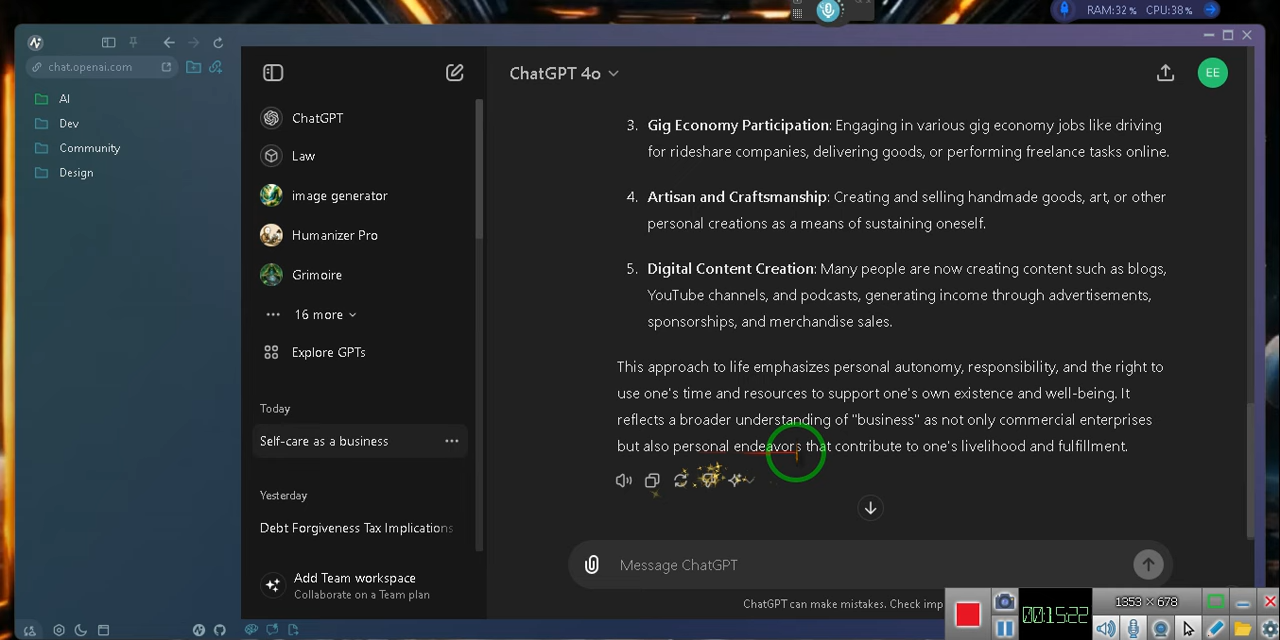 RAM:32% CPU:38%
chat.openai.com
AI
Dev
Community
Design
ChatGPT
Law
image generator
Humanizer Pro
Grimoire
16 more
Explore GPTs
Today
Self-care as a business
Yesterday
Debt Forgiveness Tax Implications
Add Team workspace
Collaborate on a Team plan
ChatGPT 4o
EE
3. Gig Economy Participation: Engaging in various gig economy jobs like driving
for rideshare companies, delivering goods, or performing freelance tasks online.
4. Artisan and Craftsmanship: Creating and selling handmade goods, art, or other
personal creations as a means of sustaining oneself.
5. Digital Content Creation: Many people are now creating content such as blogs,
YouTube channels, and podcasts, generating income through advertisements,
sponsorships, and merchandise sales.
This approach to life emphasizes personal autonomy, responsibility, and the right to
use one's time and resources to support one's own existence and well-being. It
reflects a broader understanding of "business" as not only commercial enterprises
but also personal endeavors that contribute to one's livelihood and fulfillment.
Message ChatGPT
ChatGPT can make mistakes. Check imp
1353 × 678
00:15:22